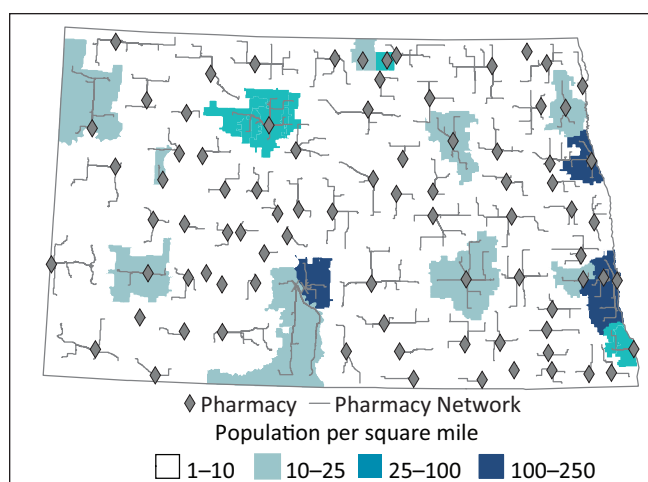 Pharmacy Pharmacy Network
Population per square mile
1–10 10–25 25–100 100–250